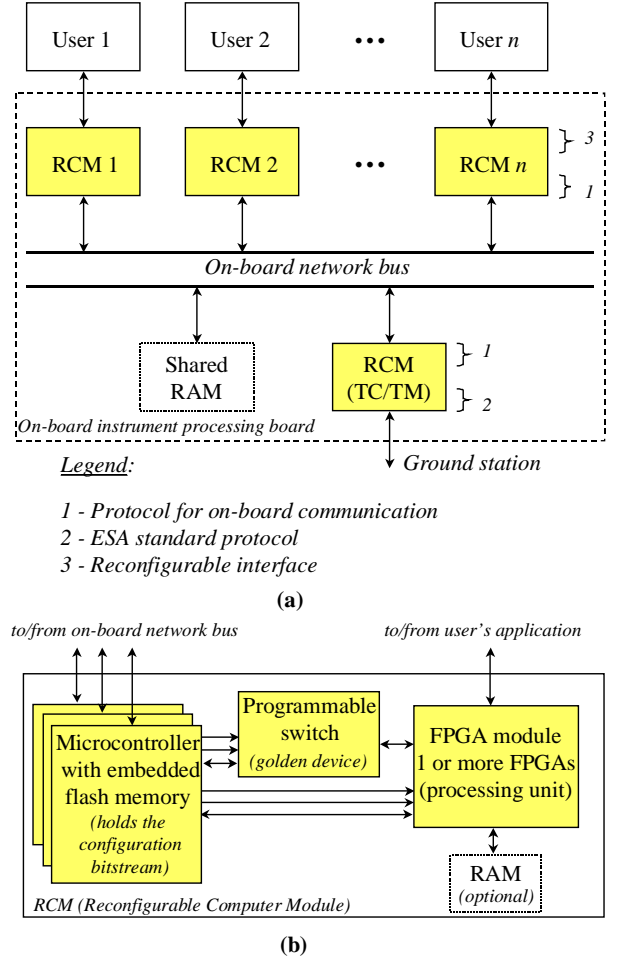 User 1 User 2 ••• User n
RCM 1 RCM 2 ••• RCM n 3
1
On-board network bus
Shared RAM
RCM (TC/TM) 1
2
On-board instrument processing board
Ground station
Legend:
1 - Protocol for on-board communication
2 - ESA standard protocol
3 - Reconfigurable interface
(a)
to/from on-board network bus to/from user's application
Programmable
switch
(golden device)
Microcontroller
with embedded
flash memory
(holds the
configuration
bitstream)
FPGA module
1 or more FPGAs
(processing unit)
RAM
(optional)
RCM (Reconfigurable Computer Module)
(b)